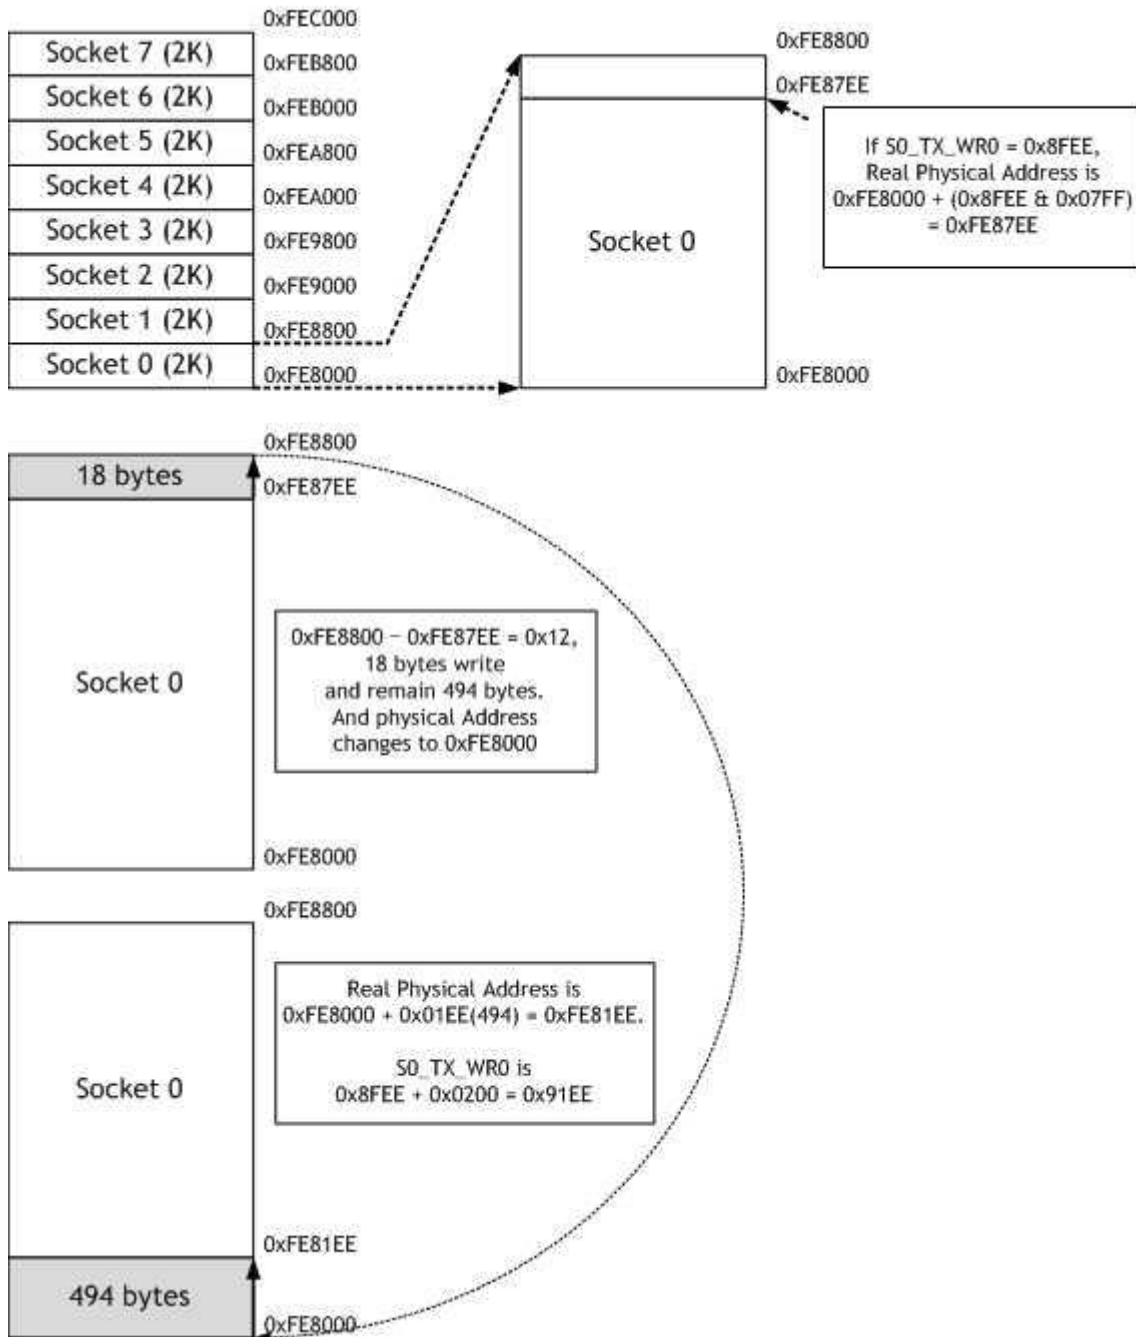 0xFEC000
Socket 7 (2K)
0xFEB800
Socket 6 (2K)
0xFEB000
Socket 5 (2K)
0xFEA800
Socket 4 (2K)
0xFEA000
Socket 3 (2K)
0xFE9800
Socket 2 (2K)
0xFE9000
Socket 1 (2K)
0xFE8800
Socket 0 (2K)
0xFE8000
0xFE8800
0xFE87EE
Socket 0
0xFE8000
If S0_TX_WR0 = 0x8FEE,
Real Physical Address is
0xFE8000 + (0x8FEE & 0x07FF)
= 0xFE87EE
0xFE8800
18 bytes
0xFE87EE
Socket 0
0xFE8800 – 0xFE87EE = 0x12,
18 bytes write
and remain 494 bytes.
And physical Address
changes to 0xFE8000
0xFE8000
0xFE8800
Socket 0
Real Physical Address is
0xFE8000 + 0x01EE(494) = 0xFE81EE.
S0_TX_WR0 is
0x8FEE + 0x0200 = 0x91EE
0xFE81EE
494 bytes
0xFE8000